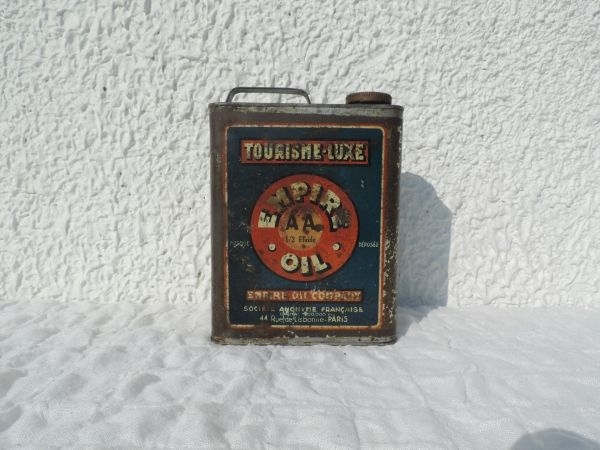 TOURISME-LUXE
EMPIRE
AA
1/2 Fluide
DÉPOSÉE
OIL
EMPIRE OIL COMPANY
SOCIÉTÉ ANONYME FRANÇAISE
44 Rue de Lisbonne-PARIS